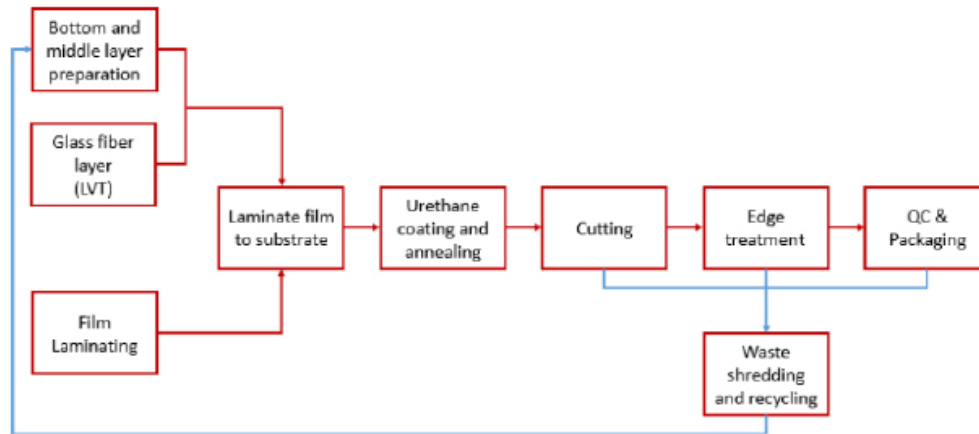 Bottom and
middle layer
preparation
Glass fiber
layer
(LVT)
Film
Laminating
Laminate film
to substrate
Urethane
coating and
annealing
Cutting
Edge
treatment
QC &
Packaging
Waste
shredding
and recycling